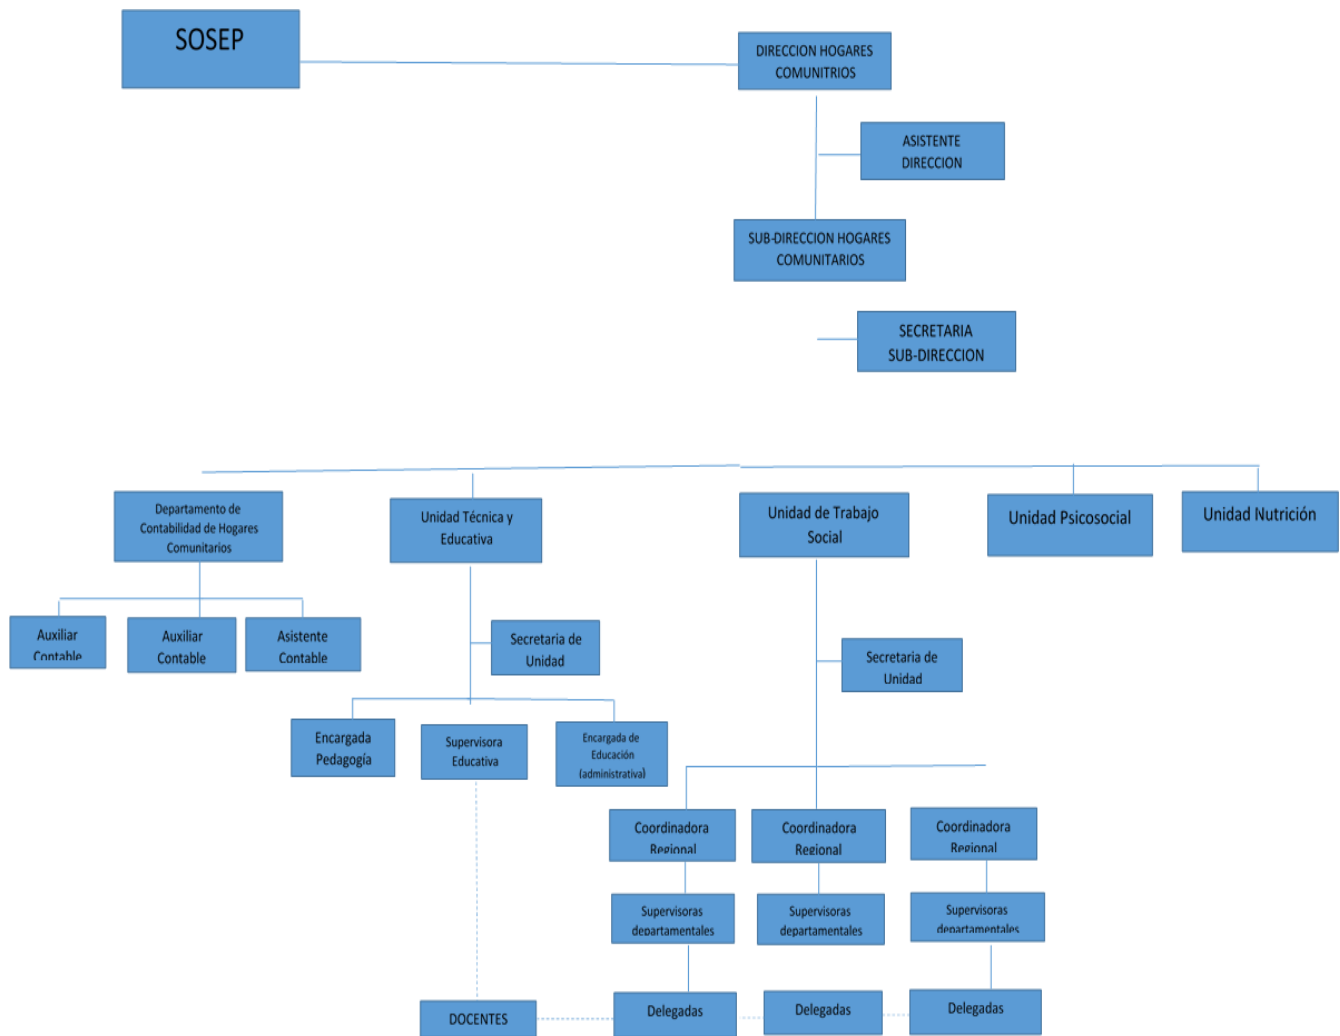 SOSEP
DIRECCION HOGARES
COMUNITRIOS
ASISTENTE
DIRECCION
SUB-DIRECCION HOGARES
COMUNITARIOS
SECRETARIA
SUB-DIRECCION
Departamento de
Contabilidad de Hogares
Comunitarios
Unidad Técnica y
Educativa
Unidad de Trabajo
Social
Unidad Psicosocial
Unidad Nutrición
Auxiliar
Contable
Auxiliar
Contable
Asistente
Contable
Secretaria de
Unidad
Secretaria de
Unidad
Encargada
Pedagogía
Supervisora
Educativa
Encargada de
Educación
(administrativa)
Coordinadora
Regional
Coordinadora
Regional
Coordinadora
Regional
Supervisoras
departamentales
Supervisoras
departamentales
Supervisoras
departamentales
DOCENTES
Delegadas
Delegadas
Delegadas